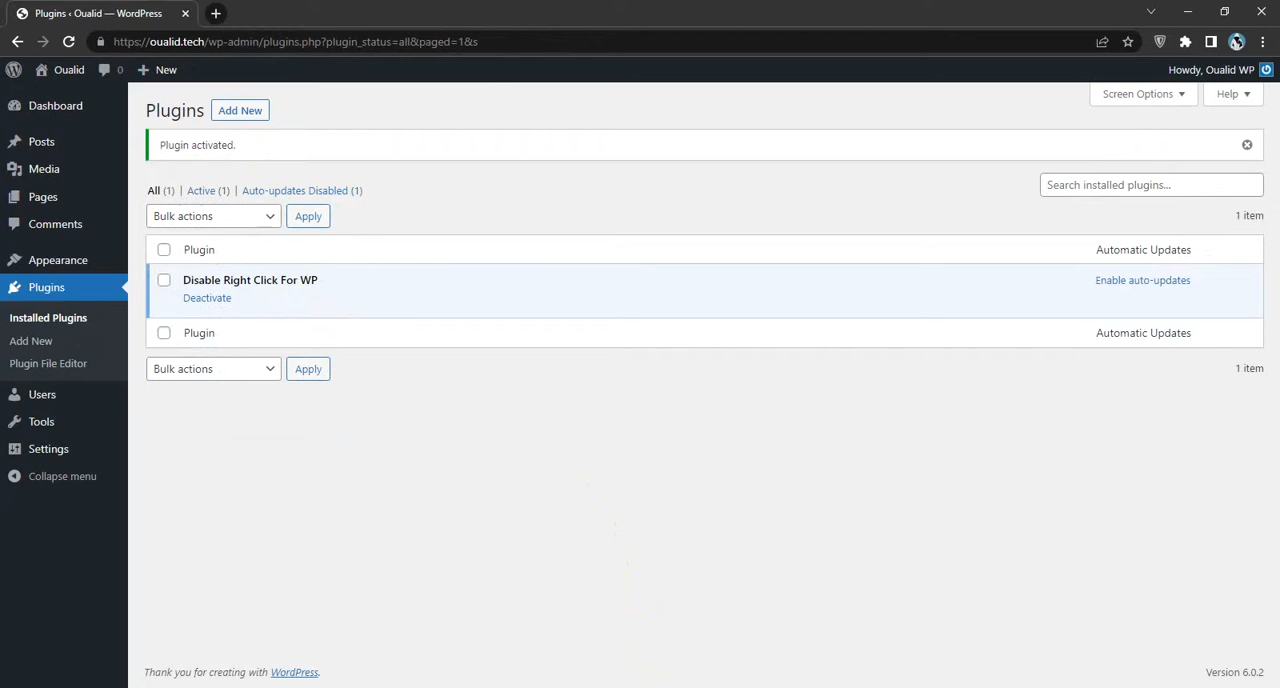 Plugins ‹ Oualid — WordPress
https://oualid.tech/wp-admin/plugins.php?plugin_status=all&paged=1&s
Oualid 0 New Howdy, Oualid WP
Dashboard
Posts
Media
Pages
Comments
Appearance
Plugins
Installed Plugins
Add New
Plugin File Editor
Users
Tools
Settings
Collapse menu
Screen Options Help
Plugins Add New
Plugin activated.
All (1) | Active (1) | Auto-updates Disabled (1)
Search installed plugins...
Bulk actions Apply 1 item
Plugin Automatic Updates
Disable Right Click For WP Enable auto-updates
Deactivate
Plugin Automatic Updates
Bulk actions Apply 1 item
Thank you for creating with WordPress. Version 6.0.2